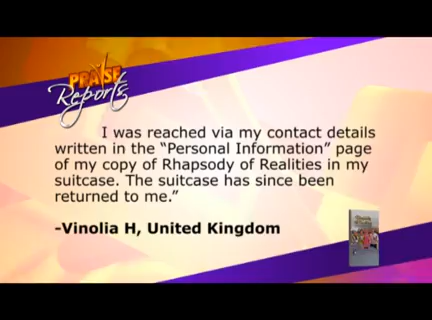 PRAISE
Reports
I was reached via my contact details
written in the “Personal Information” page
of my copy of Rhapsody of Realities in my
suitcase. The suitcase has since been
returned to me.”
-Vinolia H, United Kingdom